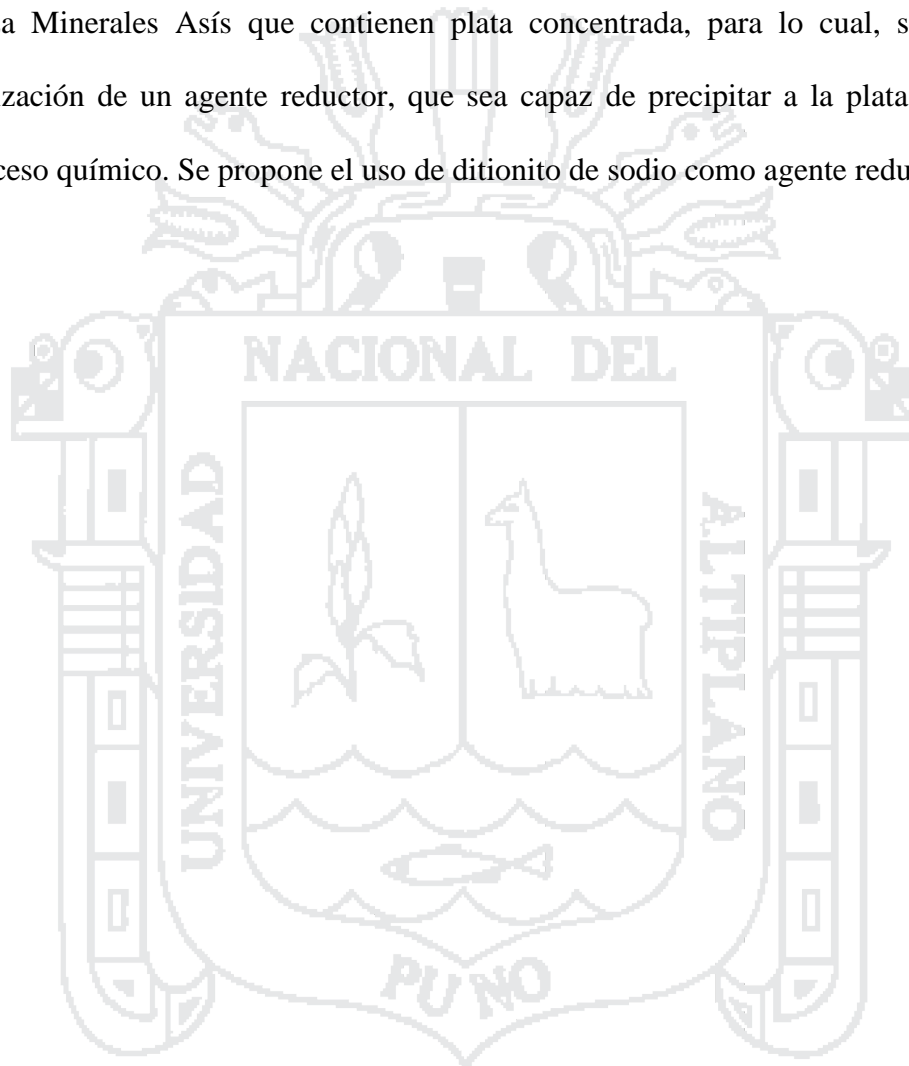 a Minerales Asís que contienen plata concentrada, para lo cual, s
ización de un agente reductor, que sea capaz de precipitar a la plata
ceso químico. Se propone el uso de ditionito de sodio como agente redu
NACIONAL DEL
UNIVERSIDAD
ALTIPLANO
PUNO